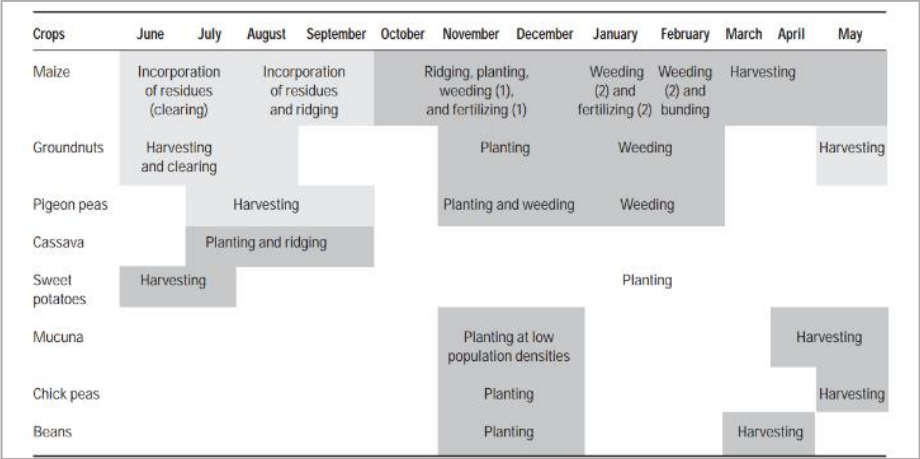 Crops June July August September October November December January February March April May
Maize Incorporation Incorporation Ridging, planting, Weeding Weeding Harvesting
of residues of residues weeding (1), (2) and (2) and
(clearing) and ridging and fertilizing (1) fertilizing (2) bunding
Groundnuts Harvesting Planting Weeding Harvesting
and clearing
Pigeon peas Harvesting Planting and weeding Weeding
Cassava Planting and ridging
Sweet Harvesting Planting
potatoes
Mucuna Planting at low Harvesting
population densities
Chick peas Planting Harvesting
Beans Planting Harvesting